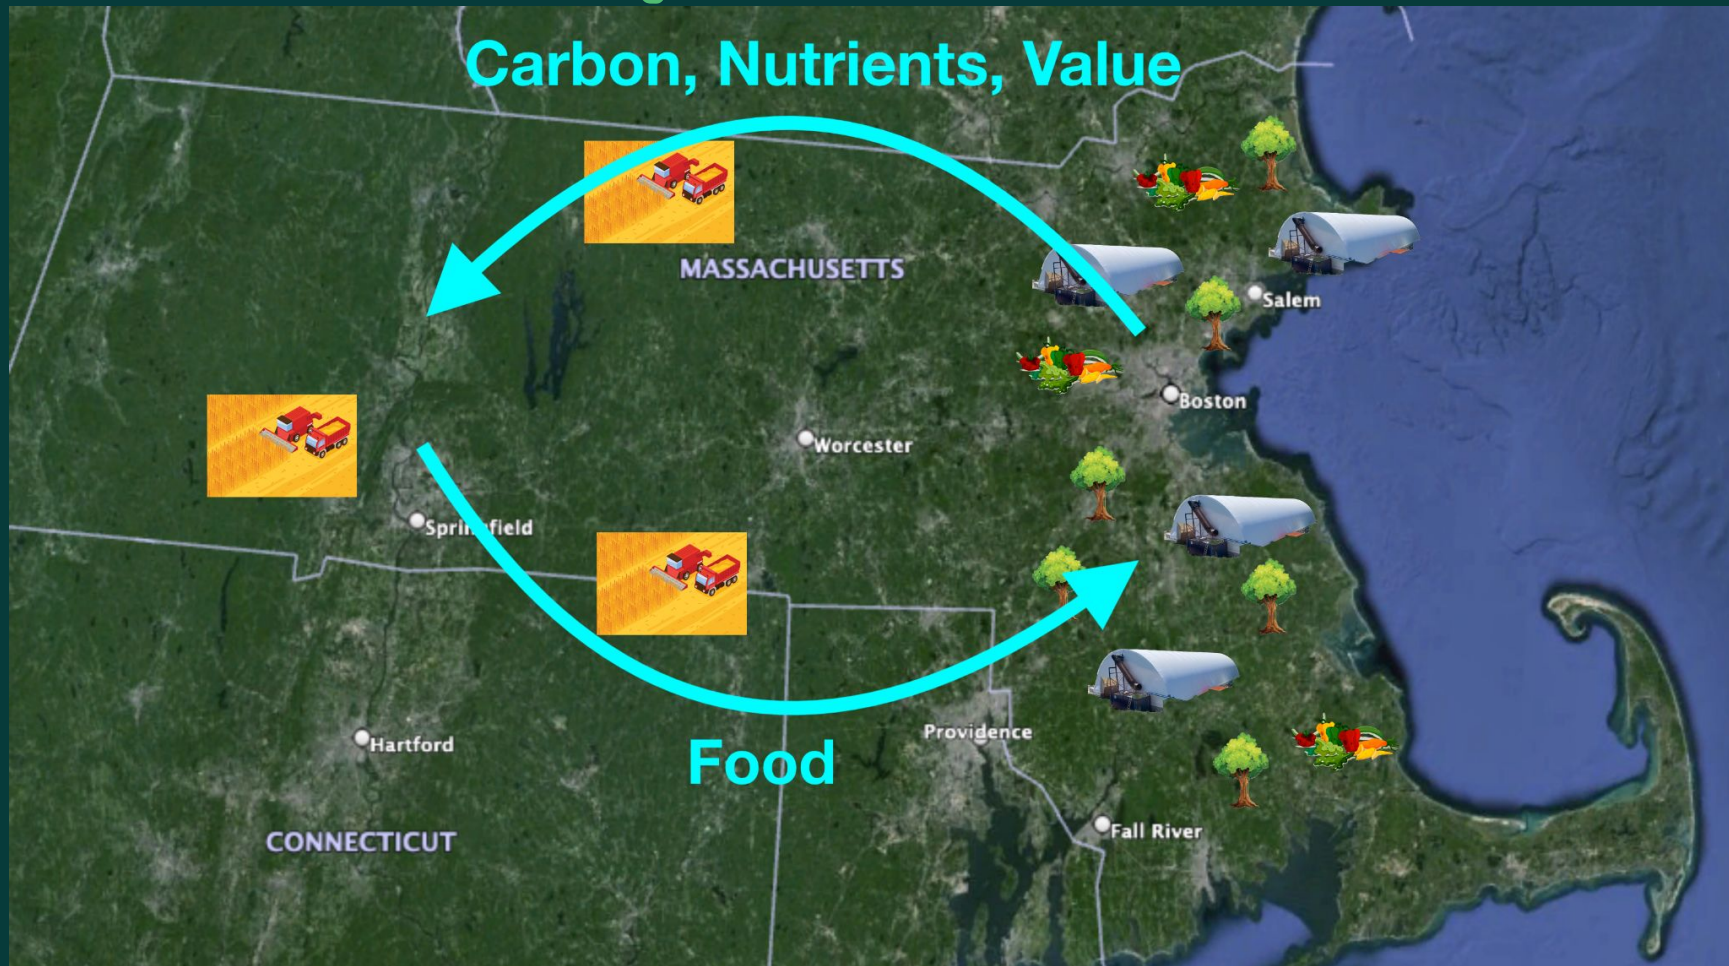 Carbon, Nutrients, Value
MASSACHUSETTS
Salem
Boston
Worcester
Springfield
Food
Providence
Hartford
Fall River
CONNECTICUT